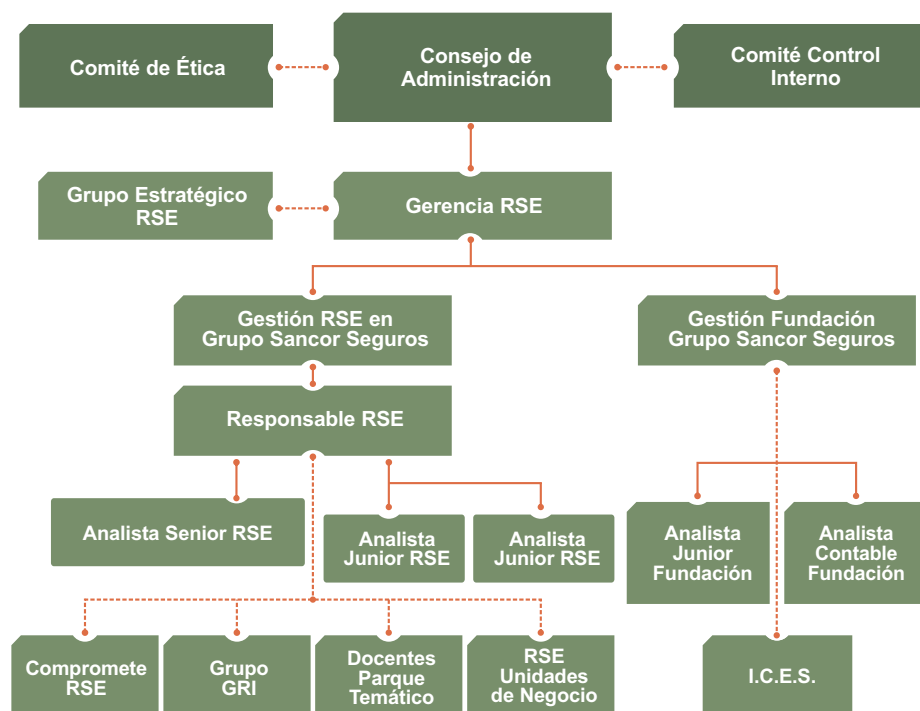 Comité de Ética
Consejo de
Administración
Comité Control
Interno
Grupo Estratégico
RSE
Gerencia RSE
Gestión RSE en
Grupo Sancor Seguros
Gestión Fundación
Grupo Sancor Seguros
Responsable RSE
Analista Senior RSE
Analista
Junior RSE
Analista
Junior RSE
Analista
Junior
Fundación
Analista
Contable
Fundación
Compromete
RSE
Grupo
GRI
Docentes
Parque
Temático
RSE
Unidades
de Negocio
I.C.E.S.